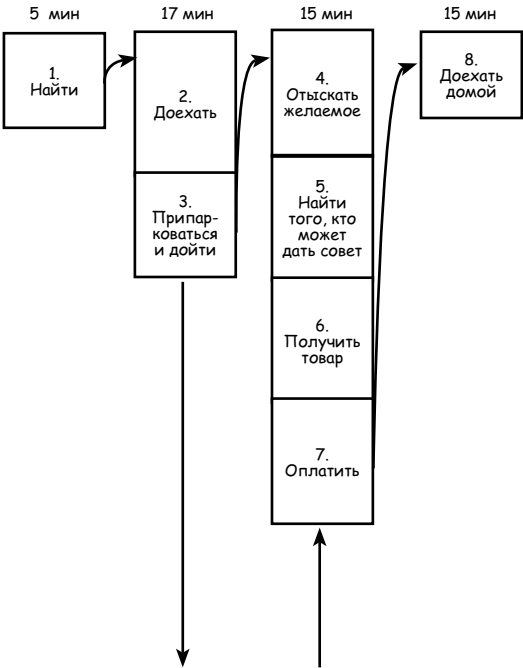 5 мин
17 мин
15 мин
15 мин
1.
Найти
2.
Доехать
3.
Припар-
коваться
и дойти
4.
Отыскать
желаемое
5.
Найти
того, кто
может
дать совет
6.
Получить
товар
7.
Оплатить
8.
Доехать
домой